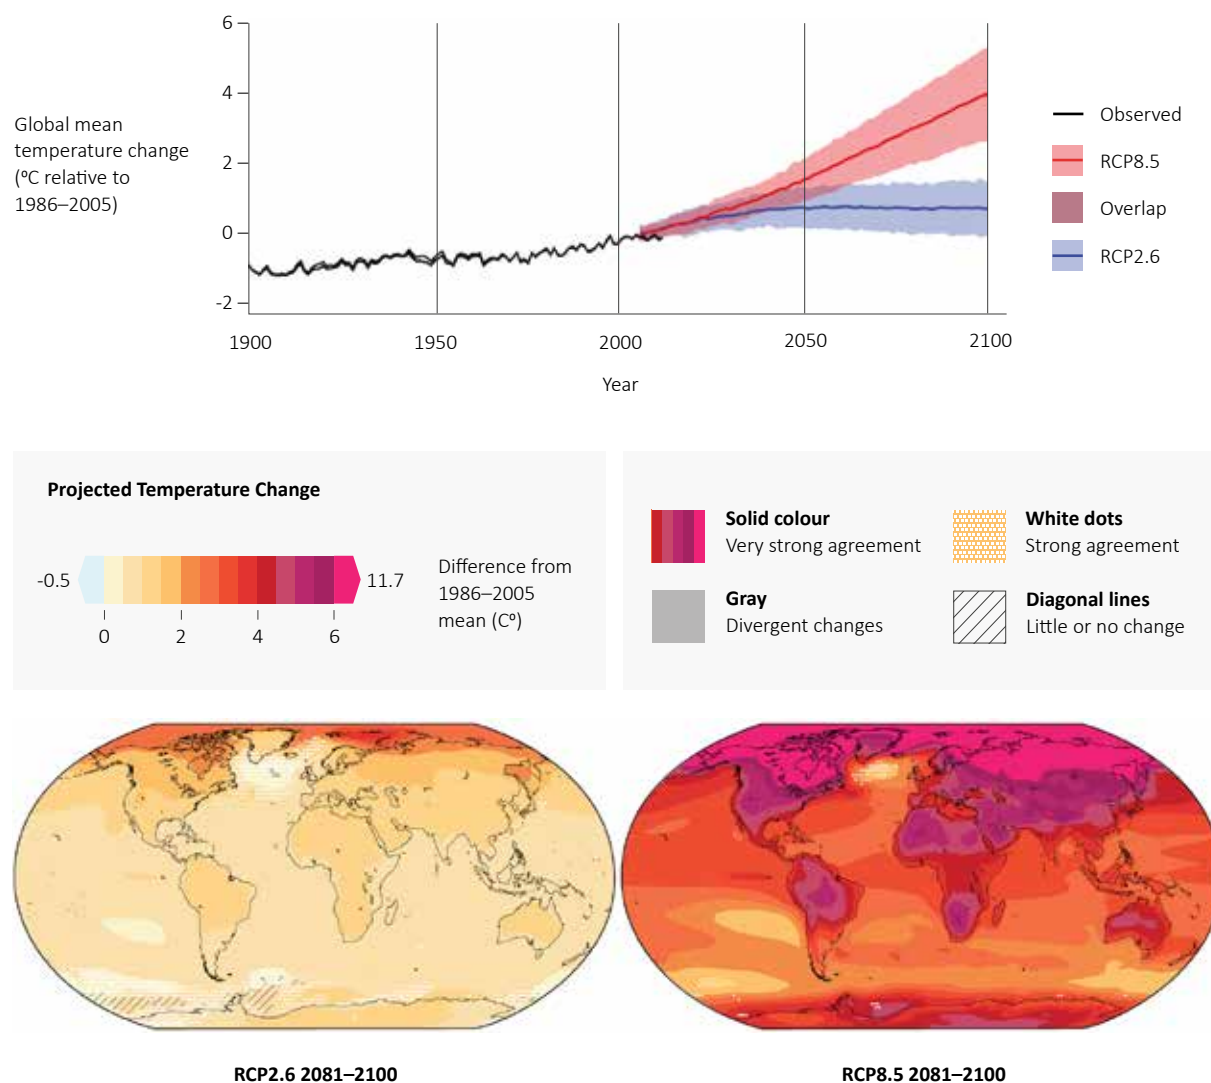 6
4
2
0
-2
Global mean
temperature change
(ºC relative to
1986–2005)
Observed
RCP8.5
Overlap
RCP2.6
1900
1950
2000
2050
2100
Year
Projected Temperature Change
-0.5
11.7
0
2
4
6
Difference from
1986–2005
mean (Cº)
Solid colour
Very strong agreement
White dots
Strong agreement
Gray
Divergent changes
Diagonal lines
Little or no change
RCP2.6 2081–2100
RCP8.5 2081–2100